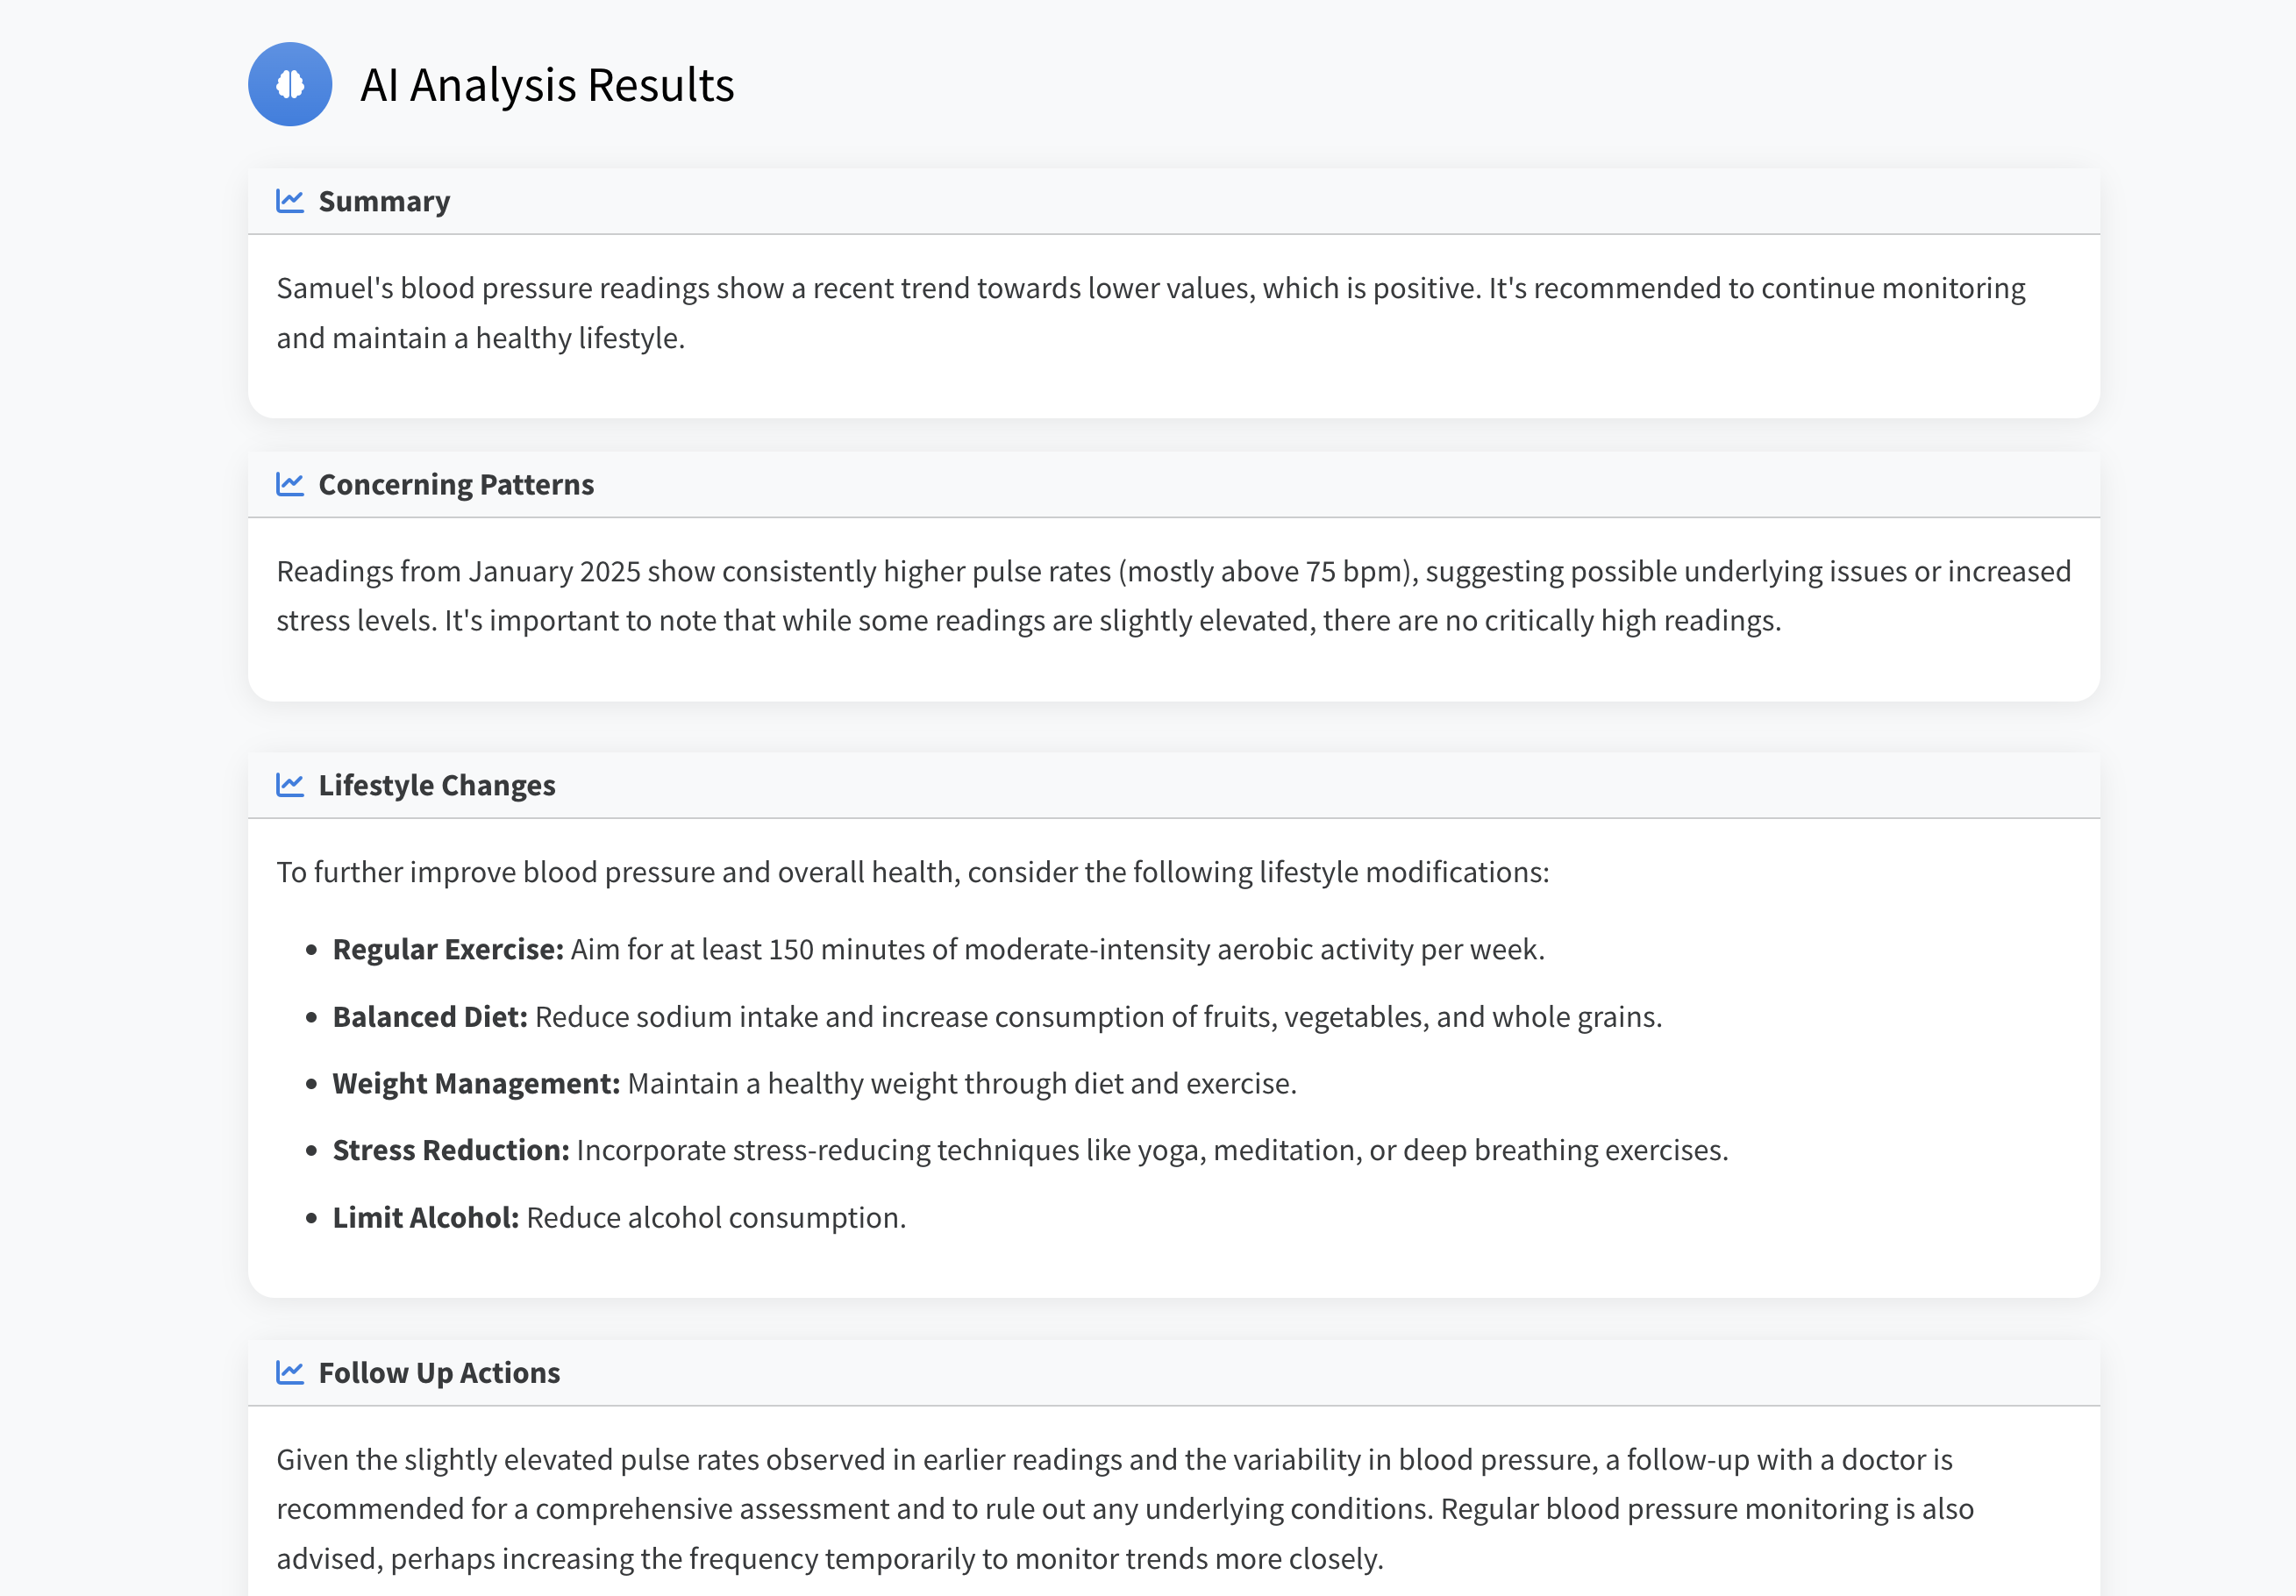 AI Analysis Results
Summary
Samuel's blood pressure readings show a recent trend towards lower values, which is positive. It's recommended to continue monitoring
and maintain a healthy lifestyle.
Concerning Patterns
Readings from January 2025 show consistently higher pulse rates (mostly above 75 bpm), suggesting possible underlying issues or increased
stress levels. It's important to note that while some readings are slightly elevated, there are no critically high readings.
Lifestyle Changes
To further improve blood pressure and overall health, consider the following lifestyle modifications:
• Regular Exercise: Aim for at least 150 minutes of moderate-intensity aerobic activity per week.
• Balanced Diet: Reduce sodium intake and increase consumption of fruits, vegetables, and whole grains.
• Weight Management: Maintain a healthy weight through diet and exercise.
• Stress Reduction: Incorporate stress-reducing techniques like yoga, meditation, or deep breathing exercises.
• Limit Alcohol: Reduce alcohol consumption.
Follow Up Actions
Given the slightly elevated pulse rates observed in earlier readings and the variability in blood pressure, a follow-up with a doctor is
recommended for a comprehensive assessment and to rule out any underlying conditions. Regular blood pressure monitoring is also
advised, perhaps increasing the frequency temporarily to monitor trends more closely.